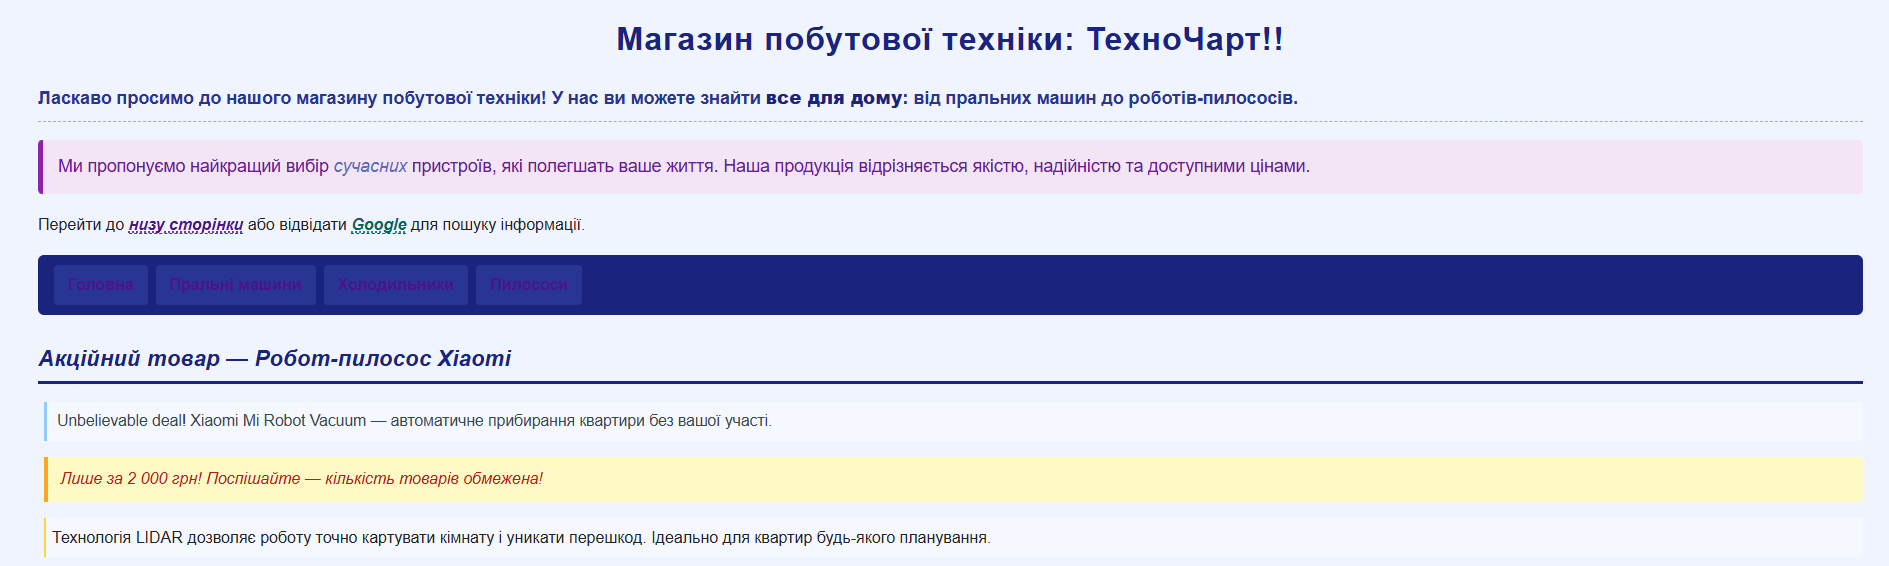 Магазин побутової техніки: ТехноЧарт!!
Ласкаво просимо до нашого магазину побутової техніки! У нас ви можете знайти все для дому: від пральних машин до роботів-пилососів.
Ми пропонуємо найкращий вибір сучасних пристроїв, які полегшать ваше життя. Наша продукція відрізняється якістю, надійністю та доступними цінами.
Перейти до низу сторінки або відвідати Google для пошуку інформації.
Головна Пральні машини Холодильники Пилососи
Акційний товар — Робот-пилосос Xiaomi
Unbelievable deal! Xiaomi Mi Robot Vacuum — автоматичне прибирання квартири без вашої участі.
Лише за 2 000 грн! Поспішайте — кількість товарів обмежена!
Технологія LIDAR дозволяє роботу точно картувати кімнату і уникати перешкод. Ідеально для квартир будь-якого планування.